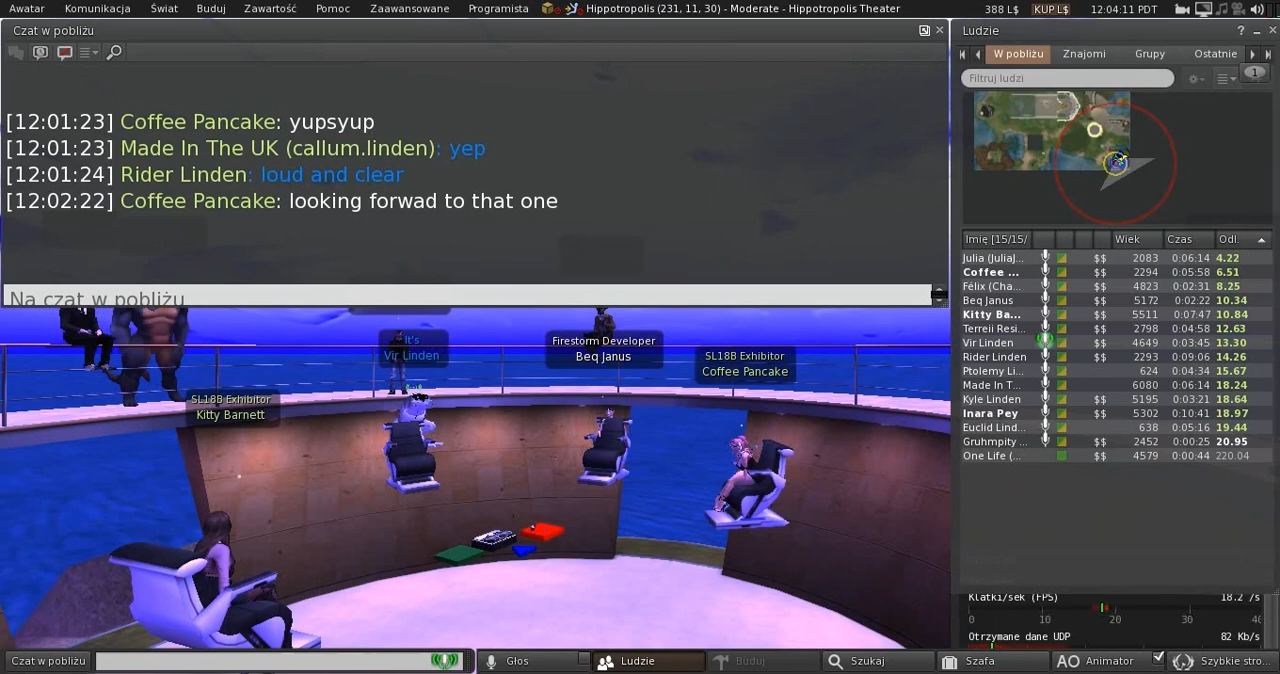 Awatar Komunikacja Świat Buduj Zawartość Pomoc Zaawansowane Programista Hippotropolis (231, 11, 30) - Moderate - Hippotropolis Theater 388 L$ KUP L$ 12:04:11 PDT
Czat w pobliżu
[12:01:23] Coffee Pancake: yupsyup
[12:01:23] Made In The UK (callum.linden): yep
[12:01:24] Rider Linden: loud and clear
[12:02:22] Coffee Pancake: looking forwad to that one
Na czat w pobliżu
It's
Vir Linden
Firestorm Developer
Beq Janus
SL18B Exhibitor
Coffee Pancake
SL18B Exhibitor
Kitty Barnett
Ludzie ?
W pobliżu Znajomi Grupy Ostatnie
Filtruj ludzi 1
Imię [15/15/ Wiek Czas Odl.
Julia (JuliaJ... $$ 2083 0:06:14 4.22
Coffee ... $$ 2294 0:05:58 6.51
Félix (Cha... $$ 4823 0:02:31 8.25
Beq Janus $$ 5172 0:02:22 10.34
Kitty Ba... $$ 5511 0:07:47 10.84
Terreii Resi... $$ 2798 0:04:58 12.63
Vir Linden $$ 4649 0:03:45 13.30
Rider Linden $$ 2293 0:09:06 14.26
Ptolemy Li... 624 0:04:34 15.67
Made In T... 6080 0:06:14 18.24
Kyle Linden $$ 5195 0:03:21 18.64
Inara Pey $$ 5302 0:10:41 18.97
Euclid Lind... 638 0:05:16 19.44
Gruhmpity ... $$ 2452 0:00:25 20.95
One Life (... $$ 4579 0:00:44 220.04
Klatki/sek (FPS) 18.2 /s
0 10 20 30 40
Otrzymane dane UDP 82 Kb/s
Czat w pobliżu Głos Ludzie Buduj Szukaj Szafa AO Animator Szybkie stro...